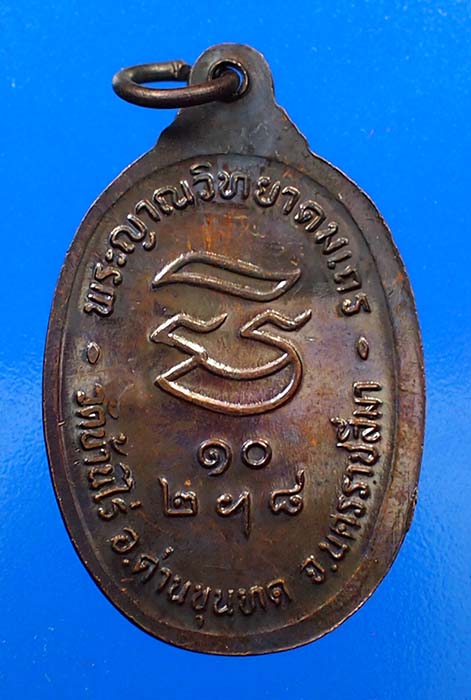 • พระญาณวิทยาคมเถร •
๑๐
๒ ฯ ๘
วัดบ้านไร่ อ.ด่านขุนทด จ.นครราชสีมา